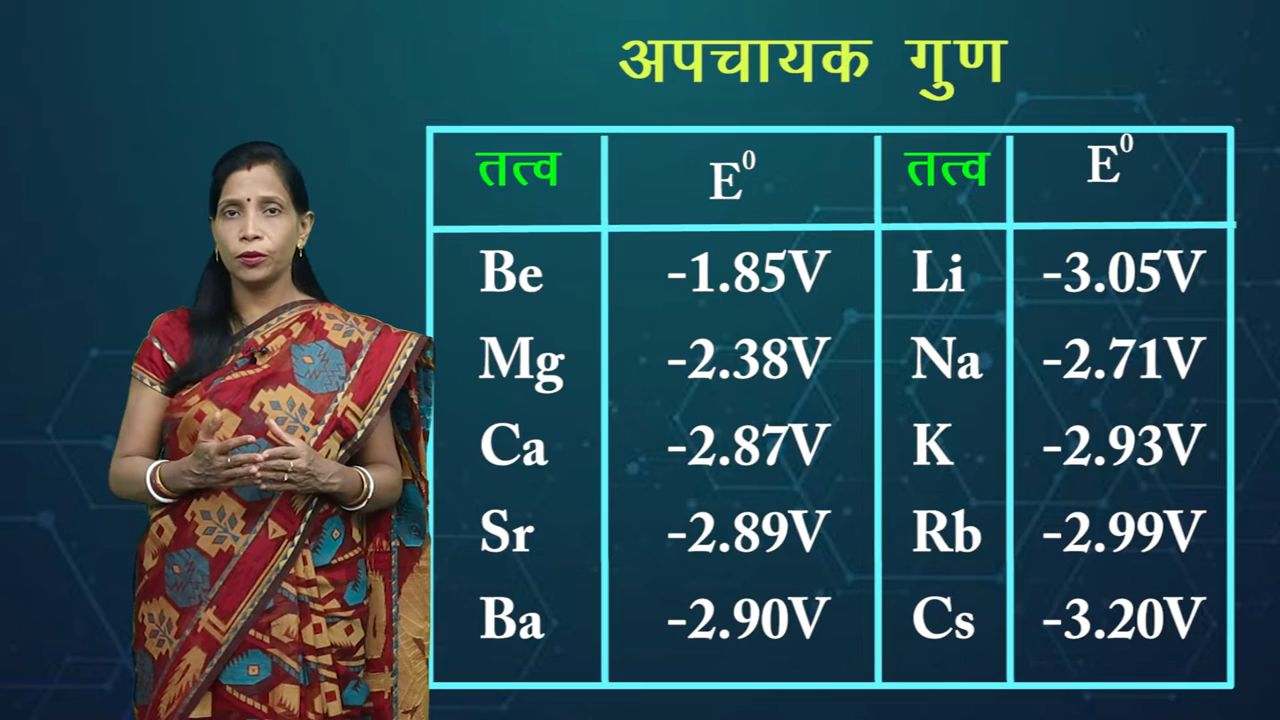 अपचायक गुण
तत्व E⁰ तत्व E⁰
Be -1.85V Li -3.05V
Mg -2.38V Na -2.71V
Ca -2.87V K -2.93V
Sr -2.89V Rb -2.99V
Ba -2.90V Cs -3.20V